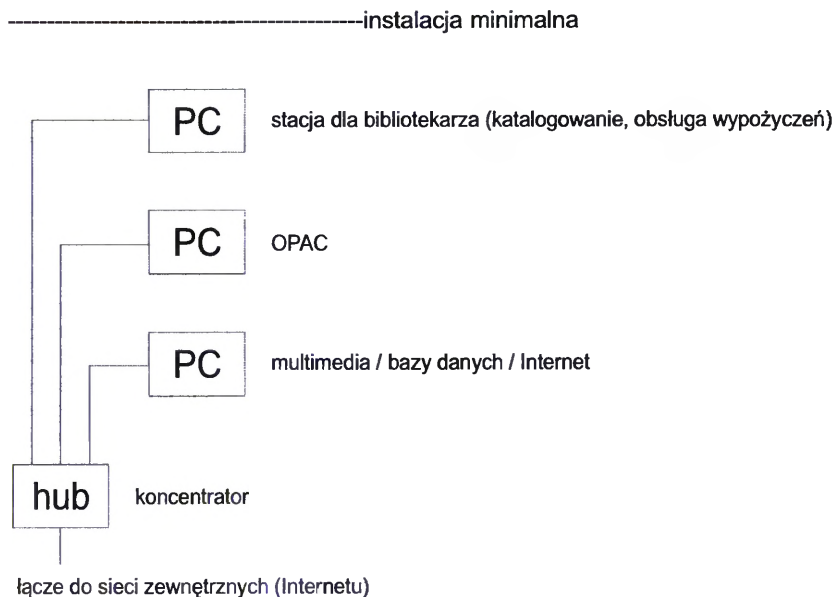 --------------------------------------------instalacja minimalna
PC stacja dla bibliotekarza (katalogowanie, obsługa wypożyczeń)
PC OPAC
PC multimedia / bazy danych / Internet
hub koncentrator
łącze do sieci zewnętrznych (Internetu)